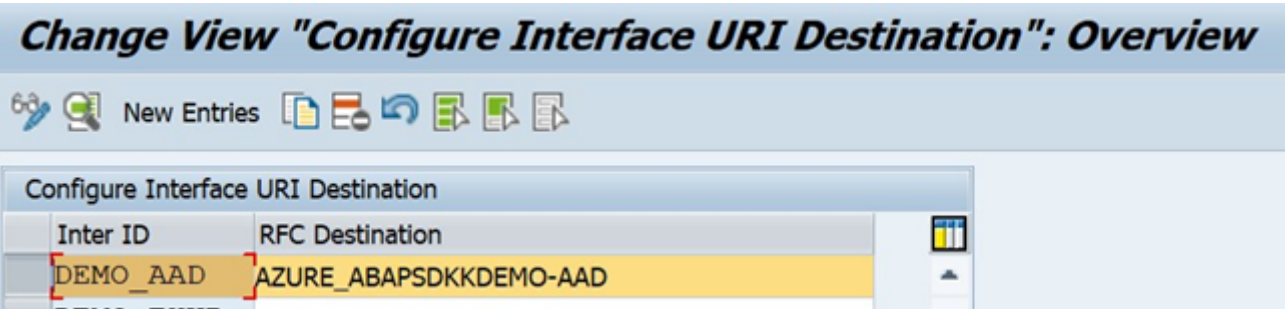 Change View "Configure Interface URI Destination": Overview
New Entries
Configure Interface URI Destination
Inter ID RFC Destination
DEMO_AAD AZURE_ABAPSDKKDEMO-AAD